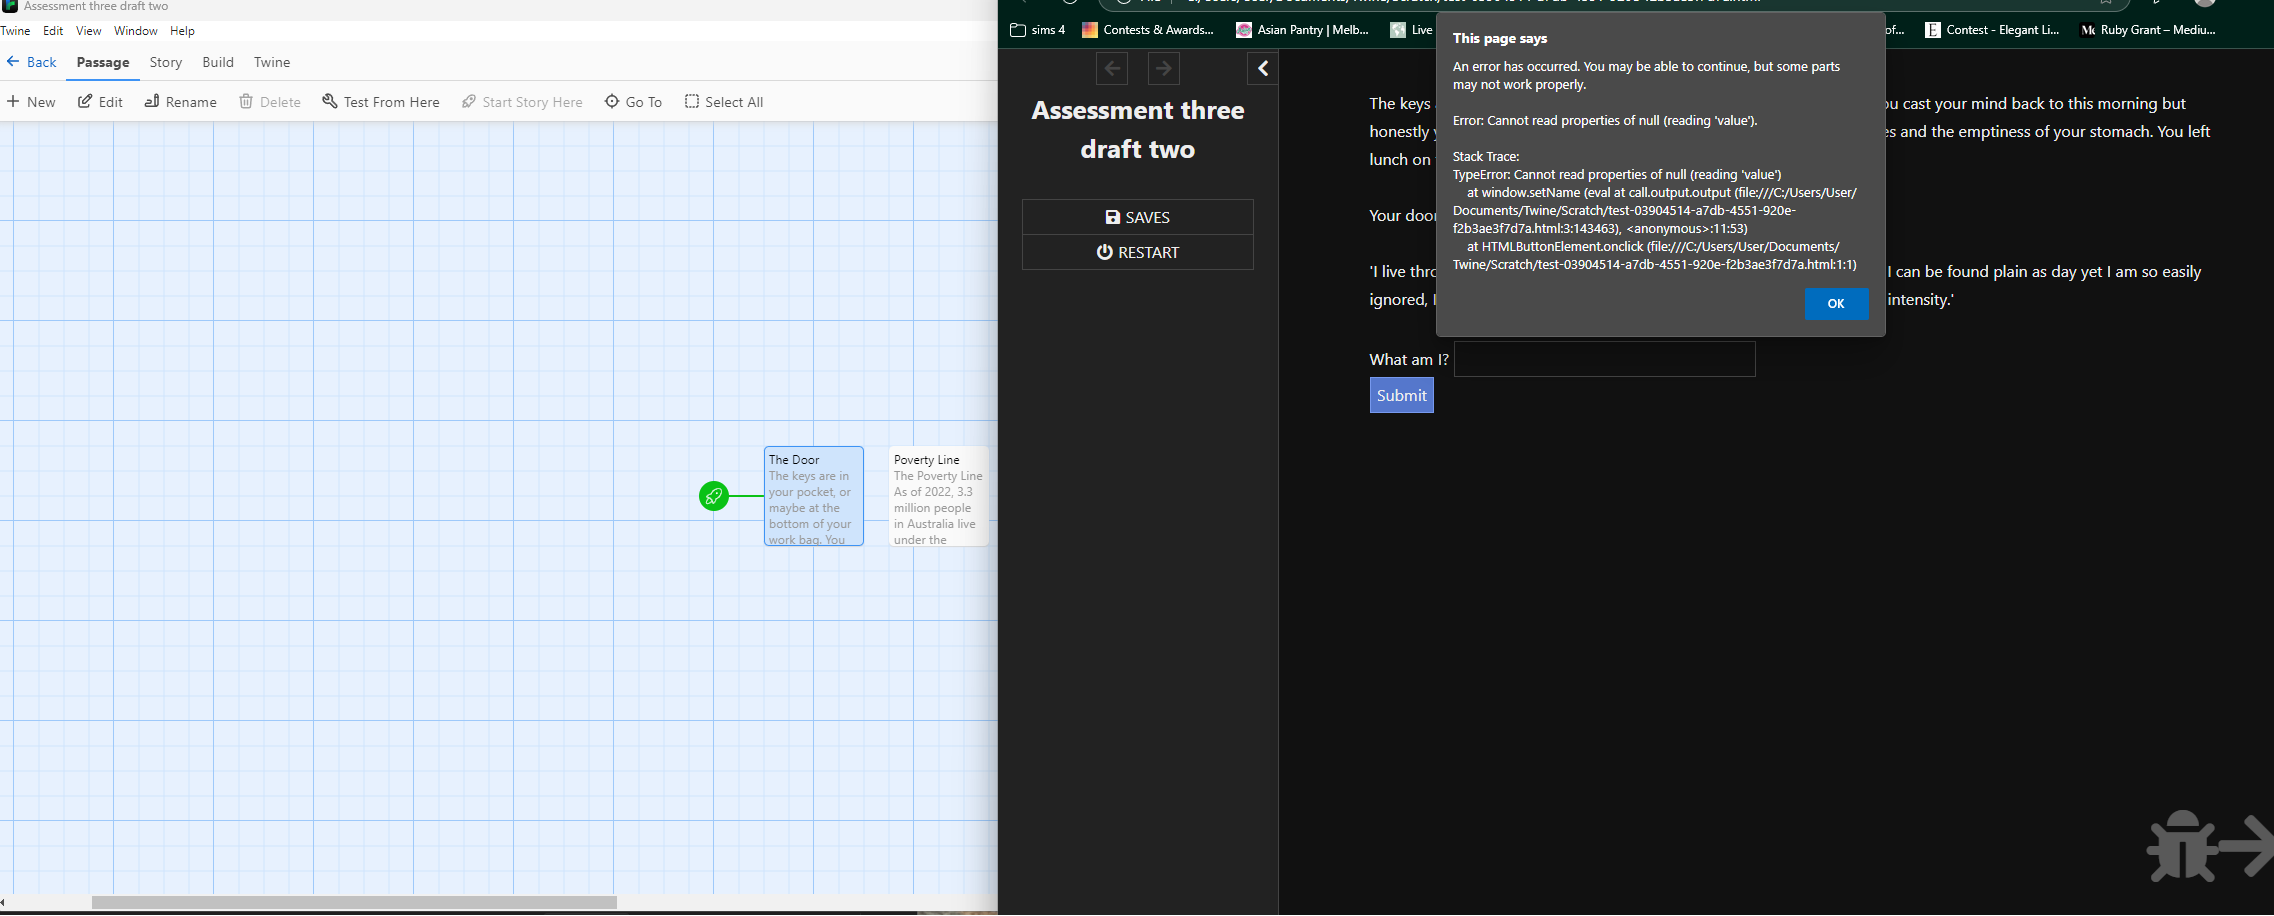 Assessment three draft two
Twine Edit View Window Help
Back Passage Story Build Twine
New Edit Rename Delete Test From Here Start Story Here Go To Select All
The Door
The keys are in
your pocket, or
maybe at the
bottom of your
work bag. You
Poverty Line
The Poverty Line
As of 2022, 3.3
million people
in Australia live
under the
sims 4 Contests & Awards... Asian Pantry | Melb... Live of... Contest - Elegant Li... Ruby Grant – Mediu...
Assessment three
draft two
SAVES
RESTART
This page says
An error has occurred. You may be able to continue, but some parts
may not work properly.
Error: Cannot read properties of null (reading 'value').
Stack Trace:
TypeError: Cannot read properties of null (reading 'value')
at window.setName (eval at call.output.output (file:///C:/Users/User/
Documents/Twine/Scratch/test-03904514-a7db-4551-920e-
f2b3ae3f7d7a.html:3:143463), <anonymous>:11:53)
at HTMLButtonElement.onclick (file:///C:/Users/User/Documents/
Twine/Scratch/test-03904514-a7db-4551-920e-f2b3ae3f7d7a.html:1:1)
OK
The keys ou cast your mind back to this morning but
honestly es and the emptiness of your stomach. You left
lunch on
Your doo
'I live thro I can be found plain as day yet I am so easily
ignored, I intensity.'
What am I?
Submit